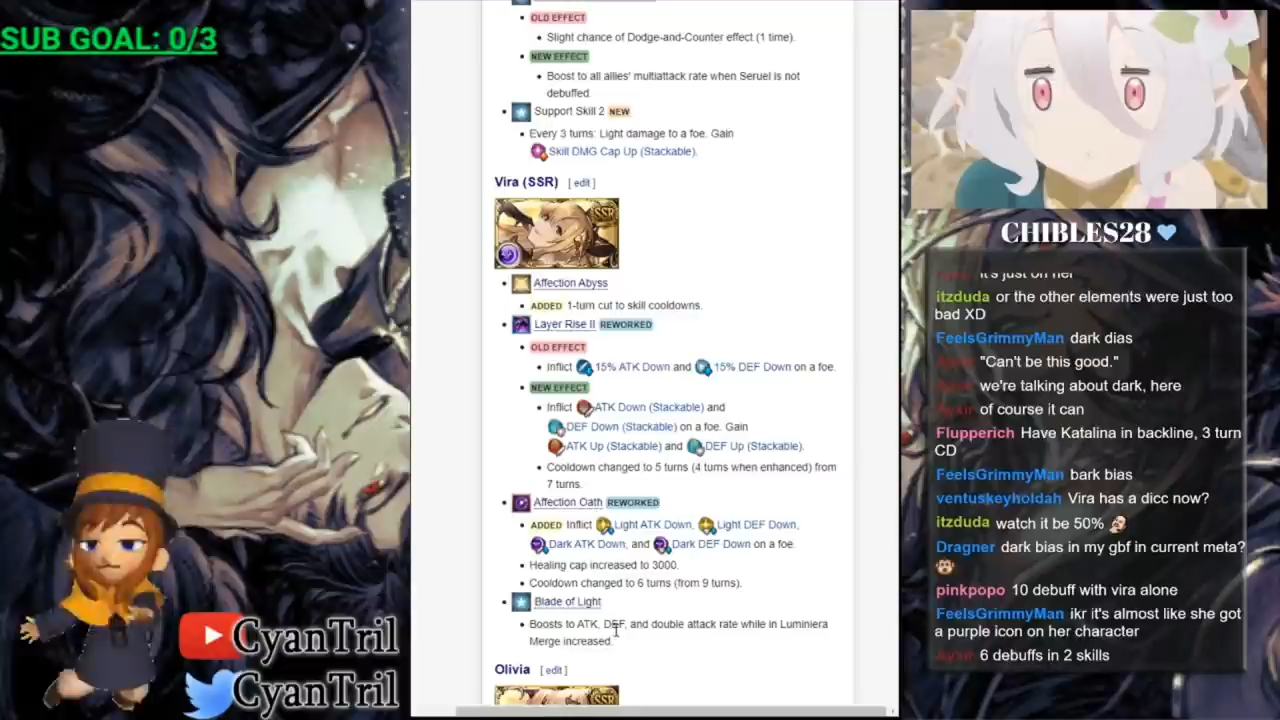 SUB GOAL: 0/3
OLD EFFECT
Slight chance of Dodge-and-Counter effect (1 time).
NEW EFFECT
Boost to all allies' multiattack rate when Seruel is not
debuffed.
Support Skill 2 NEW
Every 3 turns: Light damage to a foe. Gain
Skill DMG Cap Up (Stackable).
Vira (SSR) [ edit ]
SSR
Affection Abyss
ADDED 1-turn cut to skill cooldowns.
Layer Rise II REWORKED
OLD EFFECT
Inflict 15% ATK Down and 15% DEF Down on a foe.
NEW EFFECT
Inflict ATK Down (Stackable) and
DEF Down (Stackable) on a foe. Gain
ATK Up (Stackable) and DEF Up (Stackable).
Cooldown changed to 5 turns (4 turns when enhanced) from
7 turns.
Affection Oath REWORKED
ADDED Inflict Light ATK Down, Light DEF Down,
Dark ATK Down, and Dark DEF Down on a foe.
Healing cap increased to 3000.
Cooldown changed to 6 turns (from 9 turns).
Blade of Light
Boosts to ATK, DEF, and double attack rate while in Luminiera
Merge increased.
Olivia [ edit ]
CyanTril
CyanTril
CHIBLES28
it's just on her
itzduda or the other elements were just too
bad XD
FeelsGrimmyMan dark dias
"Can't be this good."
we're talking about dark, here
of course it can
Flupperich Have Katalina in backline, 3 turn
CD
FeelsGrimmyMan bark bias
ventuskeyholdah Vira has a dicc now?
itzduda watch it be 50%
Dragner dark bias in my gbf in current meta?
pinkpopo 10 debuff with vira alone
FeelsGrimmyMan ikr it's almost like she got
a purple icon on her character
6 debuffs in 2 skills